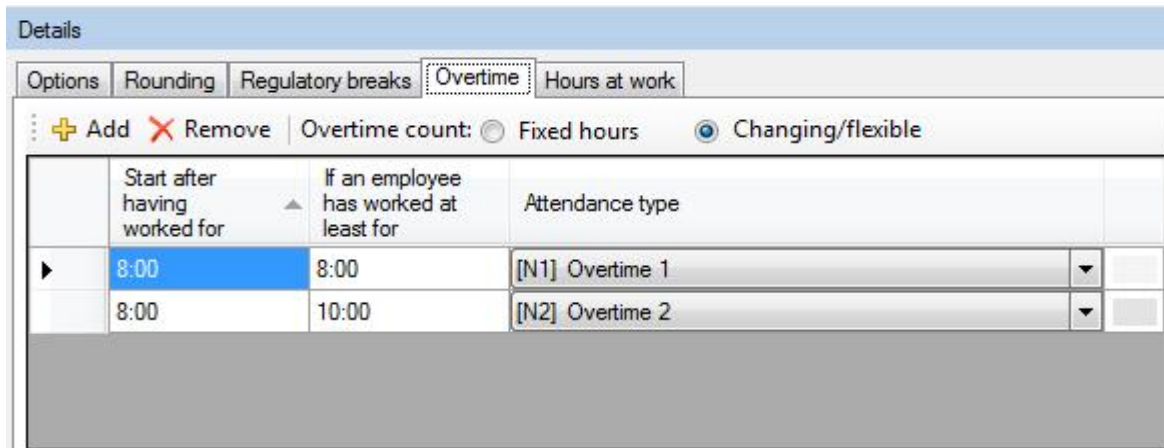 Details
Options Rounding Regulatory breaks Overtime Hours at work
Add Remove Overtime count: Fixed hours Changing/flexible
Start after having worked for If an employee has worked at least for Attendance type
8:00 8:00 [N1] Overtime 1
8:00 10:00 [N2] Overtime 2